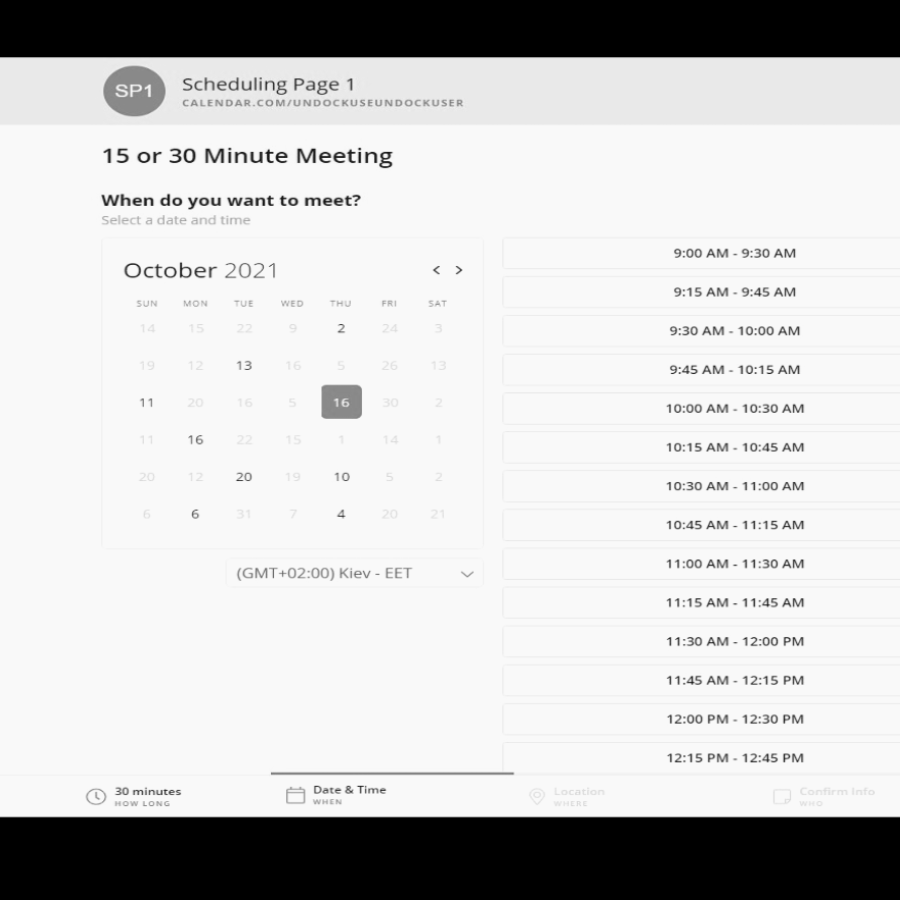 SP1
Scheduling Page 1
CALENDAR.COM/UNDOCKUSEUNDOCKUSER
15 or 30 Minute Meeting
When do you want to meet?
Select a date and time
October 2021 < >
SUN MON TUE WED THU FRI SAT
14 15 22 9 2 24 3
19 12 13 16 5 26 13
11 20 16 5 16 30 2
11 16 22 15 1 14 1
20 12 20 19 10 5 2
6 6 31 7 4 20 21
(GMT+02:00) Kiev - EET
9:00 AM - 9:30 AM
9:15 AM - 9:45 AM
9:30 AM - 10:00 AM
9:45 AM - 10:15 AM
10:00 AM - 10:30 AM
10:15 AM - 10:45 AM
10:30 AM - 11:00 AM
10:45 AM - 11:15 AM
11:00 AM - 11:30 AM
11:15 AM - 11:45 AM
11:30 AM - 12:00 PM
11:45 AM - 12:15 PM
12:00 PM - 12:30 PM
12:15 PM - 12:45 PM
30 minutes
HOW LONG
Date & Time
WHEN
Location
WHERE
Confirm Info
WHO